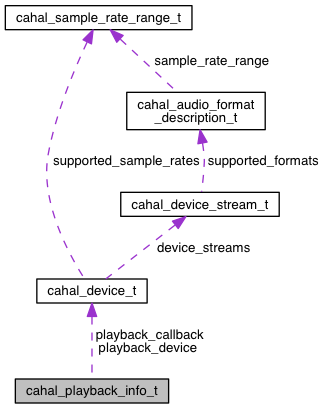 cahal_sample_rate_range_t
sample_rate_range
cahal_audio_format
_description_t
supported_sample_rates
supported_formats
cahal_device_stream_t
device_streams
cahal_device_t
playback_callback
playback_device
cahal_playback_info_t